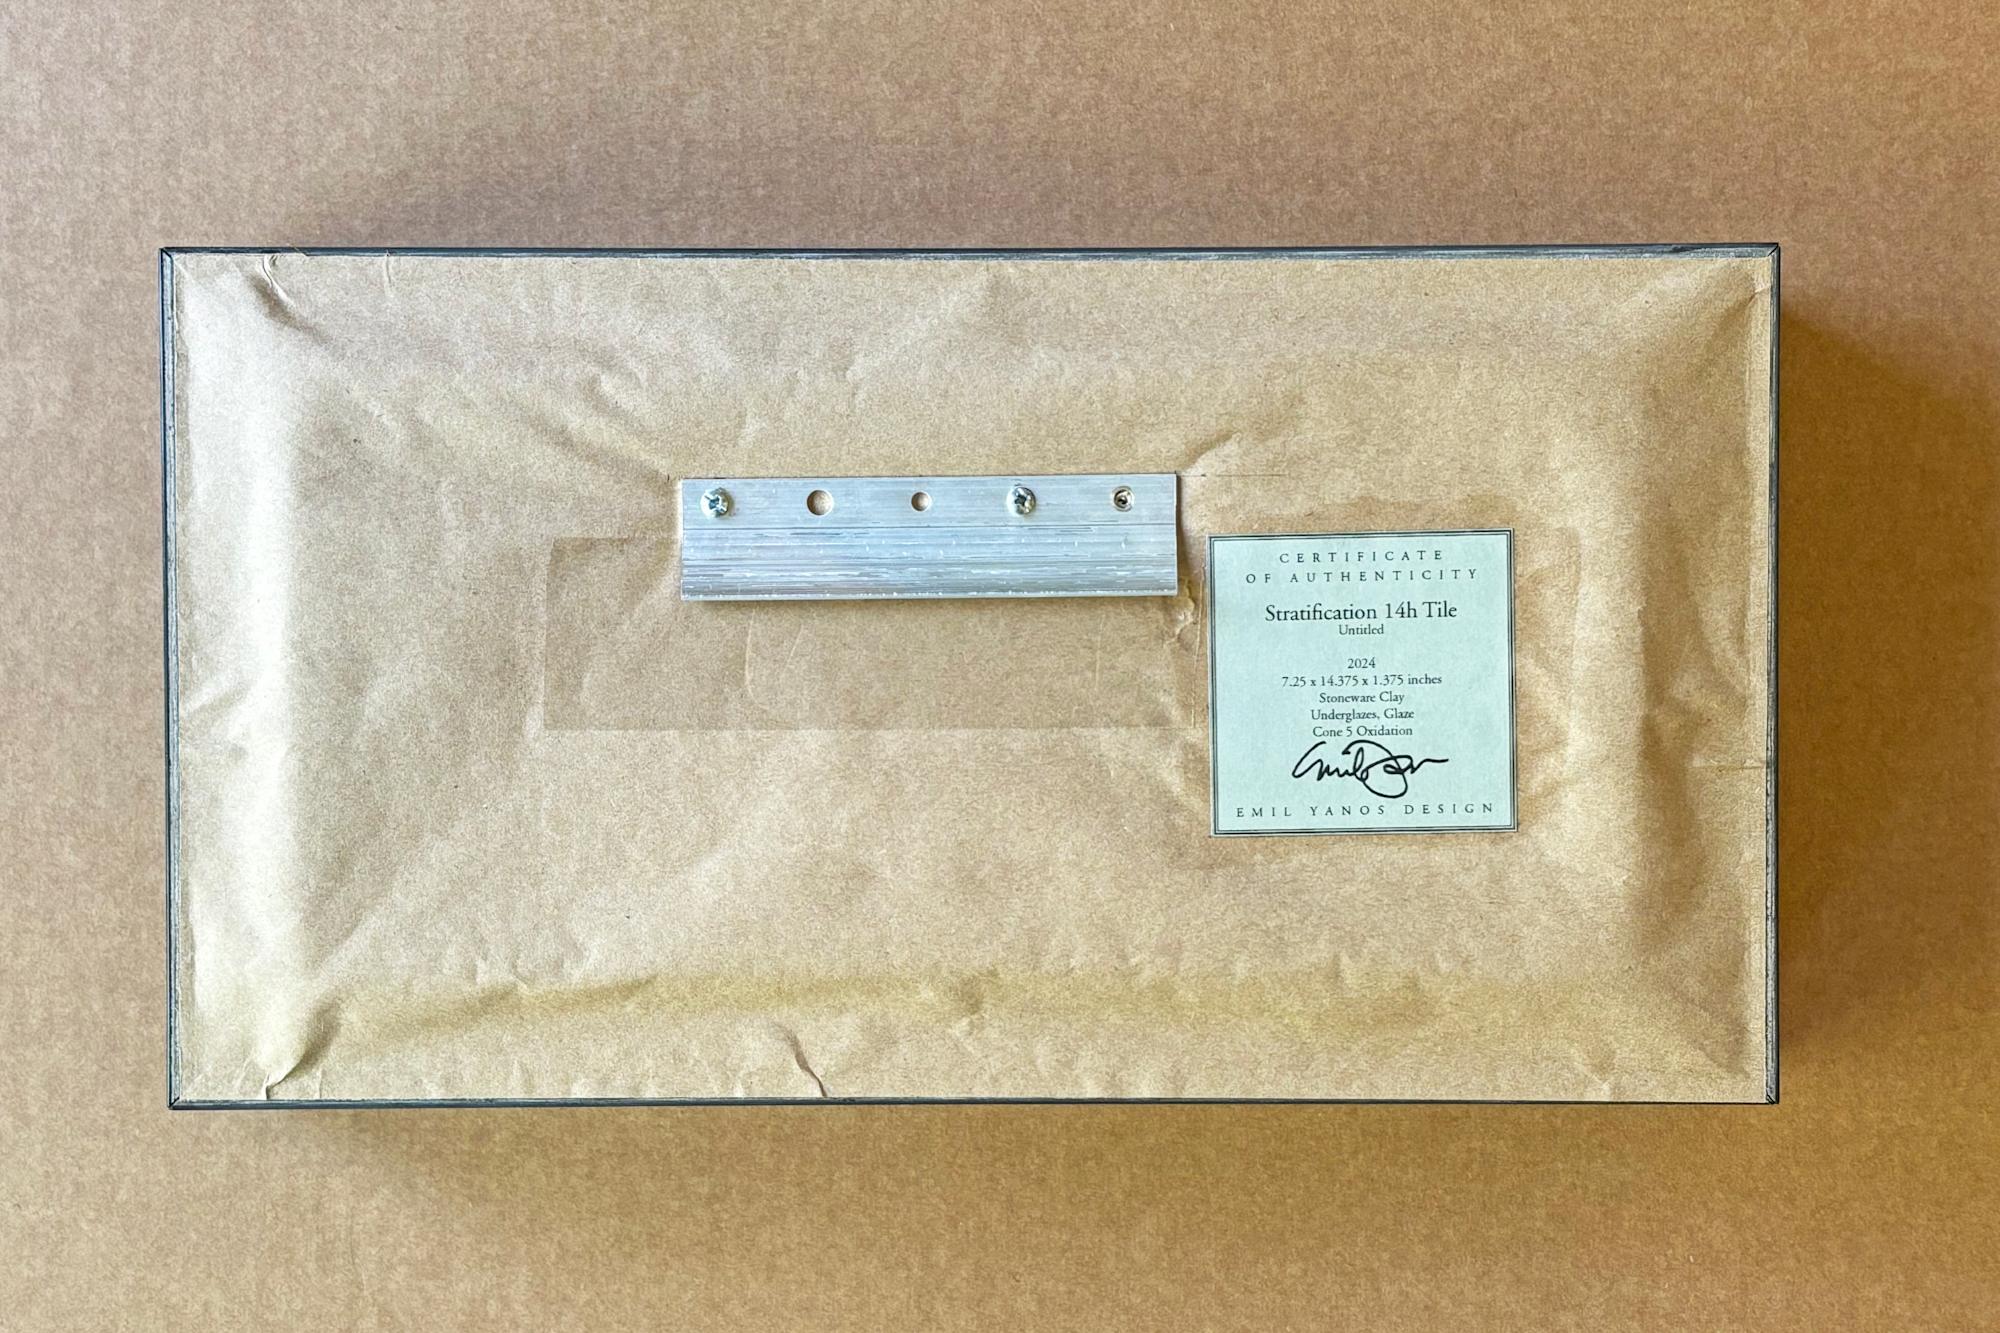 CERTIFICATE
OF AUTHENTICITY
Stratification 14h Tile
Untitled
2024
7.25 x 14.375 x 1.375 inches
Stoneware Clay
Underglazes, Glaze
Cone 5 Oxidation
EMIL YANOS DESIGN